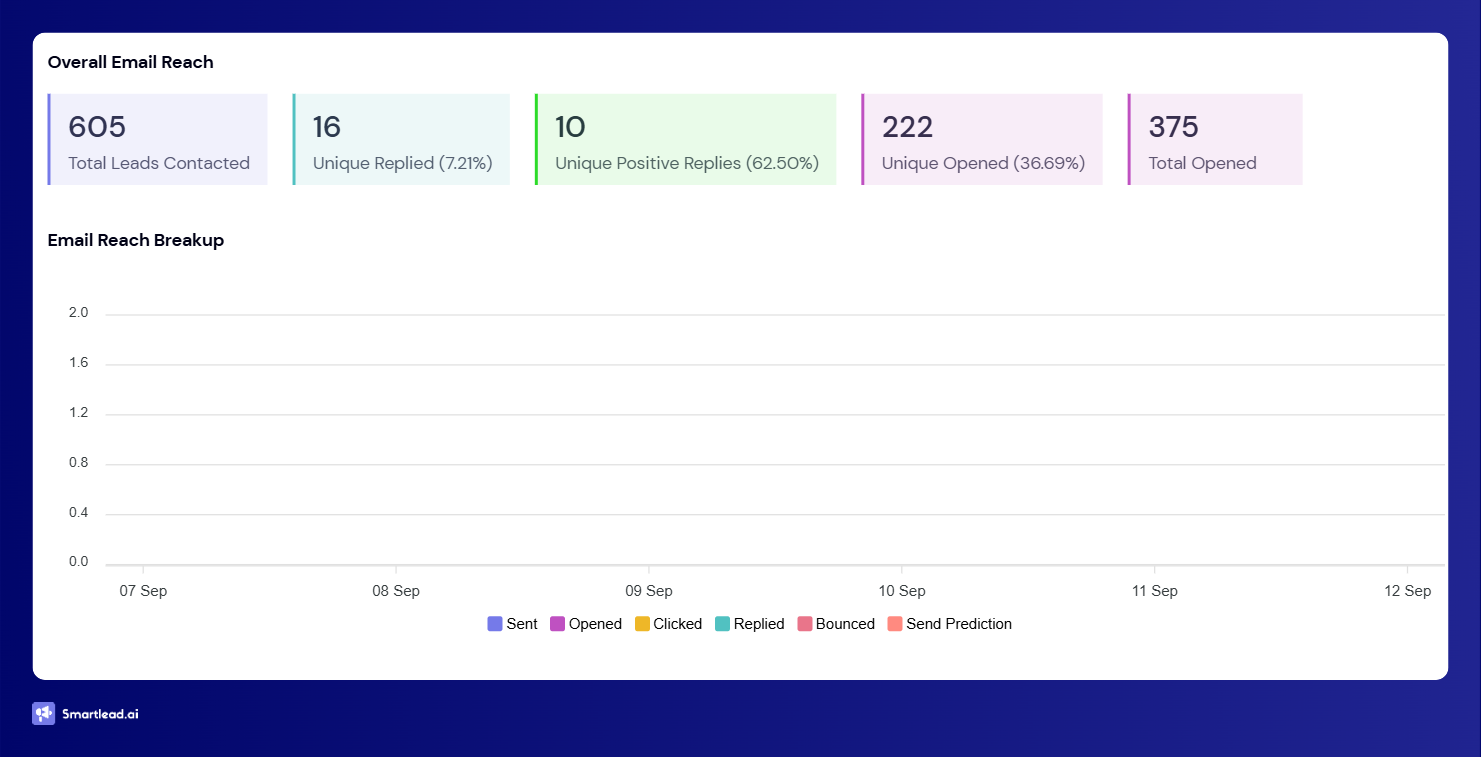 Overall Email Reach
605
Total Leads Contacted
16
Unique Replied (7.21%)
10
Unique Positive Replies (62.50%)
222
Unique Opened (36.69%)
375
Total Opened
Email Reach Breakup
2.0
1.6
1.2
0.8
0.4
0.0
07 Sep 08 Sep 09 Sep 10 Sep 11 Sep 12 Sep
Sent Opened Clicked Replied Bounced Send Prediction
Smartlead.ai